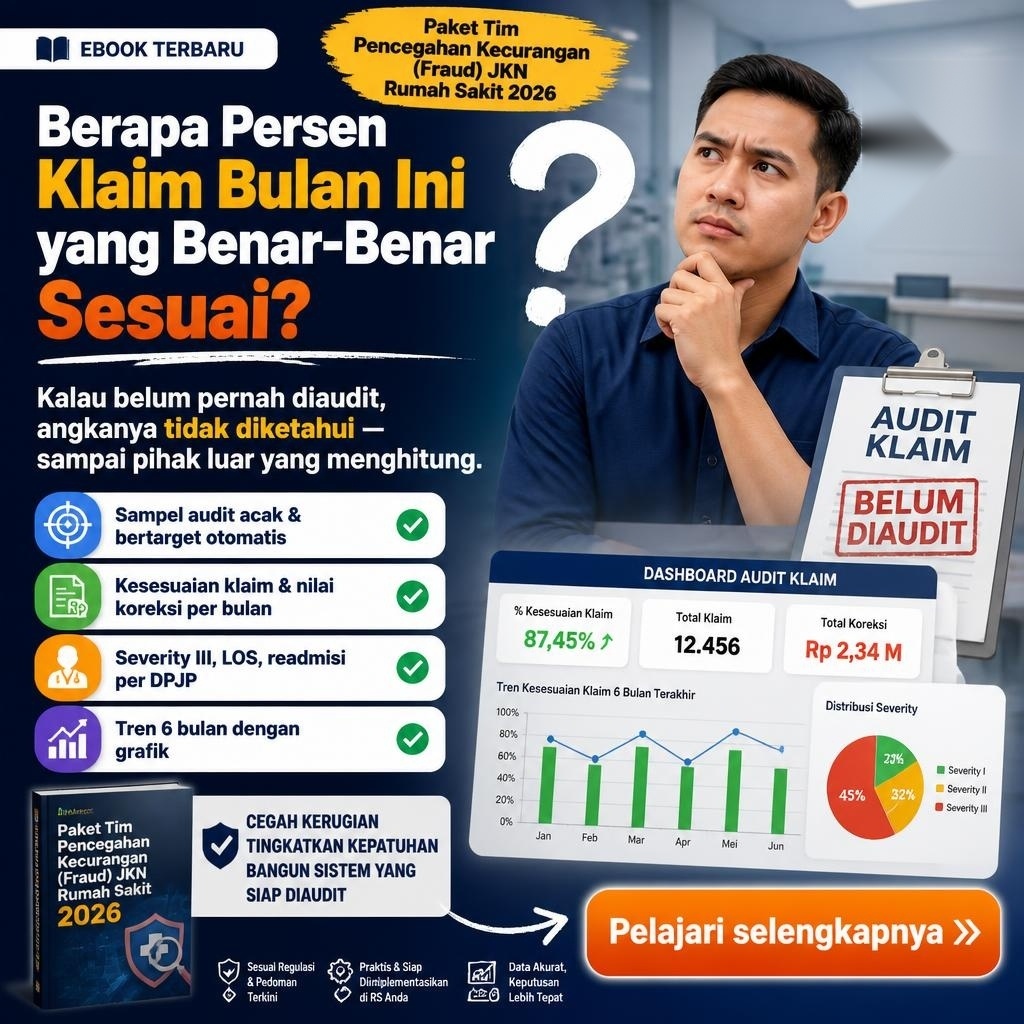 EBOOK TERBARU
Paket Tim
Pencegahan Kecurangan
(Fraud) JKN
Rumah Sakit 2026
Berapa Persen
Klaim Bulan Ini
yang Benar-Benar
Sesuai?
?
Kalau belum pernah diaudit,
angkanya tidak diketahui —
sampai pihak luar yang menghitung.
Sampel audit acak &
bertarget otomatis
Kesesuaian klaim & nilai
koreksi per bulan
Severity III, LOS, readmisi
per DPJP
Tren 6 bulan dengan
grafik
AUDIT
KLAIM
BELUM
DIAUDIT
DASHBOARD AUDIT KLAIM
% Kesesuaian Klaim
87,45%
Total Klaim
12.456
Total Koreksi
Rp 2,34 M
Tren Kesesuaian Klaim 6 Bulan Terakhir
100%
80%
60%
40%
20%
0%
Jan Feb Mar Apr Mei Jun
Distribusi Severity
23%
32%
45%
Severity I
Severity II
Severity III
Paket Tim
Pencegahan
Kecurangan
(Fraud) JKN
Rumah Sakit
2026
CEGAH KERUGIAN
TINGKATKAN KEPATUHAN
BANGUN SISTEM YANG
SIAP DIAUDIT
Pelajari selengkapnya »
Sesuai Regulasi
& Pedoman
Terkini
Praktis & Siap
di RS Anda
Data Akurat,
Keputusan
Lebih Tepat